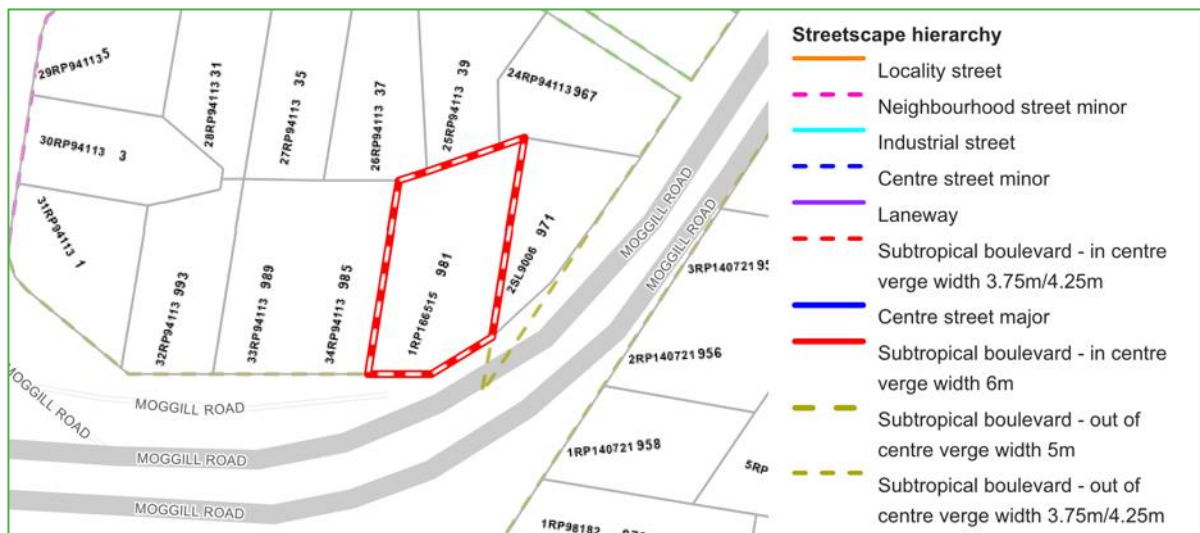 29RP94113 5
28RP94113 31
27RP94113 35
26RP94113 37
25RP94113 39
24RP94113 967
30RP94113 3
31RP94113 1
32RP94113 993
33RP94113 989
34RP94113 985
1RP166515 981
2SL9006 971
MOGGILL ROAD
MOGGILL ROAD
3RP140721 95
2RP140721 956
1RP140721 958
5RP
1RP98182
MOGGILL ROAD
MOGGILL ROAD
MOGGILL ROAD
MOGGILL ROAD
Streetscape hierarchy
Locality street
Neighbourhood street minor
Industrial street
Centre street minor
Laneway
Subtropical boulevard - in centre
verge width 3.75m/4.25m
Centre street major
Subtropical boulevard - in centre
verge width 6m
Subtropical boulevard - out of
centre verge width 5m
Subtropical boulevard - out of
centre verge width 3.75m/4.25m